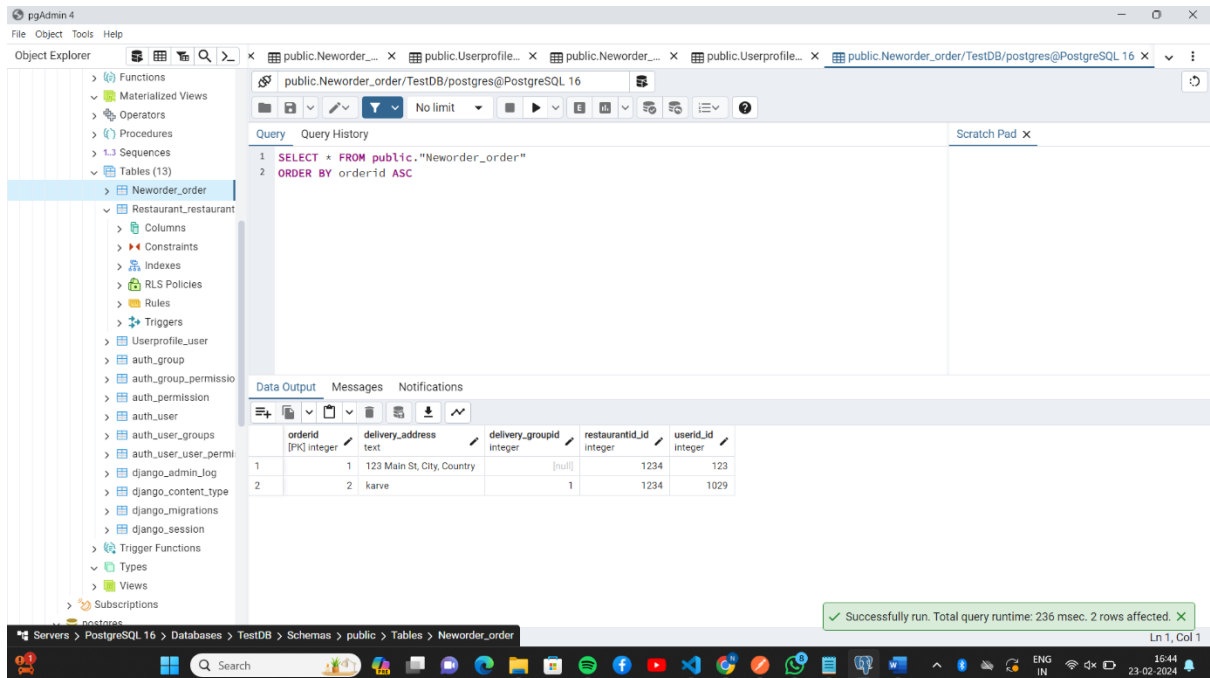 pgAdmin 4
File Object Tools Help
Object Explorer
public.Neworder_... public.Userprofile... public.Neworder_... public.Userprofile... public.Neworder_order/TestDB/postgres@PostgreSQL 16
Functions
Materialized Views
Operators
Procedures
1..3 Sequences
Tables (13)
Neworder_order
Restaurant_restaurant
Columns
Constraints
Indexes
RLS Policies
Rules
Triggers
Userprofile_user
auth_group
auth_group_permissio
auth_permission
auth_user
auth_user_groups
auth_user_user_permi
django_admin_log
django_content_type
django_migrations
django_session
Trigger Functions
Types
Views
Subscriptions
postgres
public.Neworder_order/TestDB/postgres@PostgreSQL 16
No limit E
Query Query History
Scratch Pad
1 SELECT * FROM public."Neworder_order"
2 ORDER BY orderid ASC
Data Output Messages Notifications
orderid delivery_address delivery_groupid restaurantid_id userid_id
[PK] integer text integer integer integer
1 1 123 Main St, City, Country [null] 1234 123
2 2 karve 1 1234 1029
Successfully run. Total query runtime: 236 msec. 2 rows affected.
Servers > PostgreSQL 16 > Databases > TestDB > Schemas > public > Tables > Neworder_order
Ln 1, Col 1
Search
ENG
IN
16:44
23-02-2024